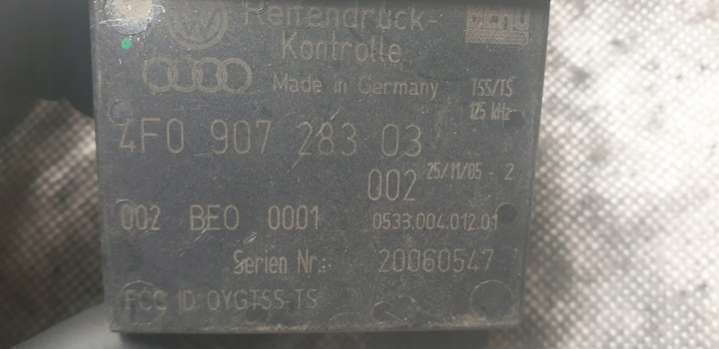 Reifendruck-
Kontrolle
Made in Germany
TSS/TS
125 kHz
4F0 907 283 03
002
25/11/05 - 2
002 BE0 0001
0533.004.012.01
Serien Nr.: 20060547
FCC ID:OYGTSS-TS